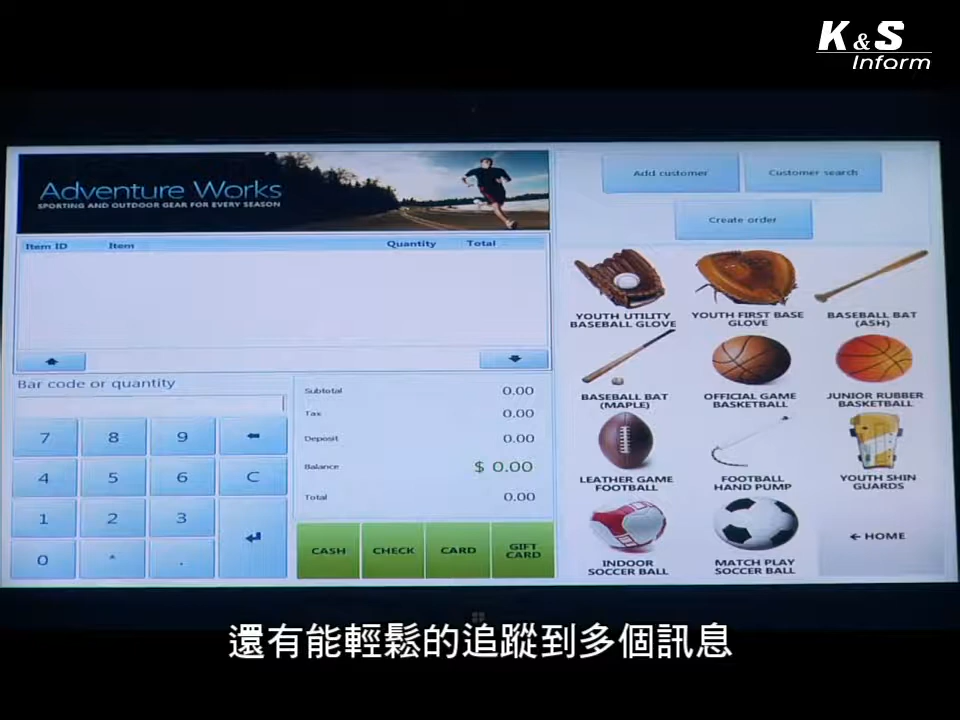 K&S
Inform
Adventure Works
SPORTING AND OUTDOOR GEAR FOR EVERY SEASON
Item ID Item Quantity Total
Bar code or quantity
7 8 9
4 5 6 C
1 2 3
0 * .
Subtotal 0.00
Tax 0.00
Deposit 0.00
Balance $ 0.00
Total 0.00
CASH CHECK CARD GIFT CARD
Add customer Customer search
Create order
YOUTH UTILITY
BASEBALL GLOVE
YOUTH FIRST BASE
GLOVE
BASEBALL BAT
(ASH)
BASEBALL BAT
(MAPLE)
OFFICIAL GAME
BASKETBALL
JUNIOR RUBBER
BASKETBALL
LEATHER GAME
FOOTBALL
FOOTBALL
HAND PUMP
YOUTH SHIN
GUARDS
INDOOR
SOCCER BALL
MATCH PLAY
SOCCER BALL
HOME
還有能輕鬆的追蹤到多個訊息